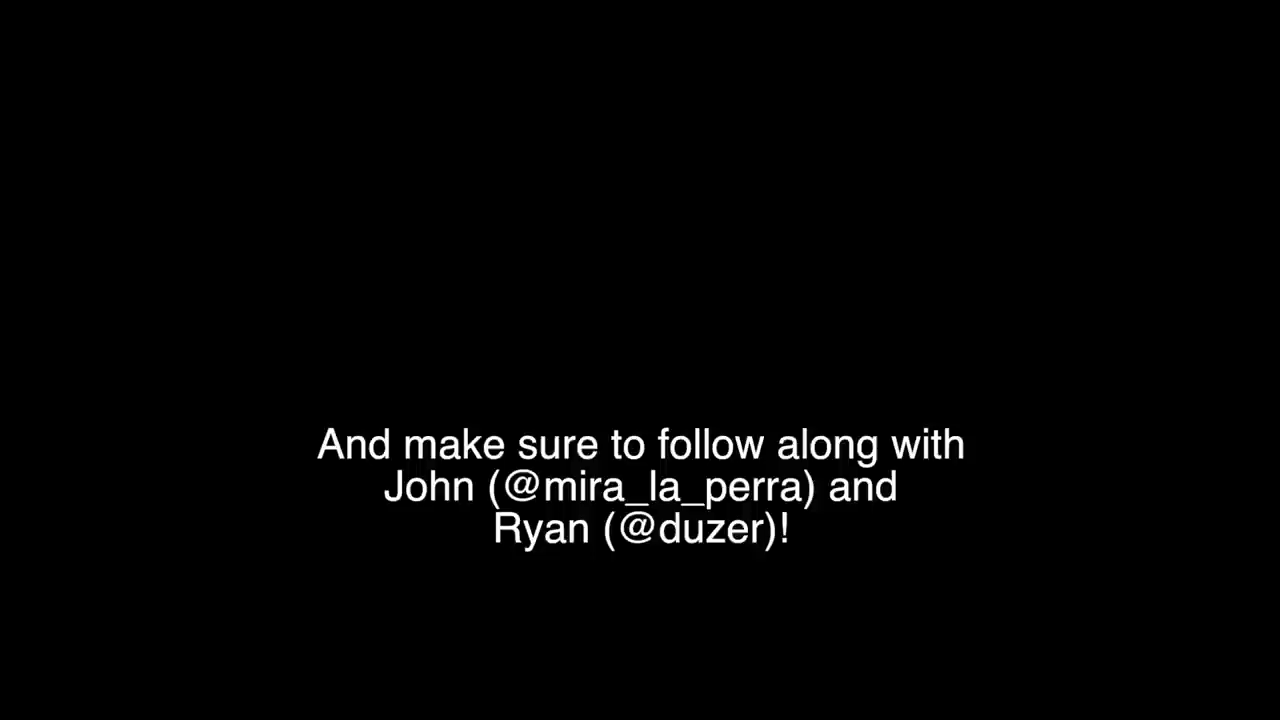 And make sure to follow along with
John (@mira_la_perra) and
Ryan (@duzer)!